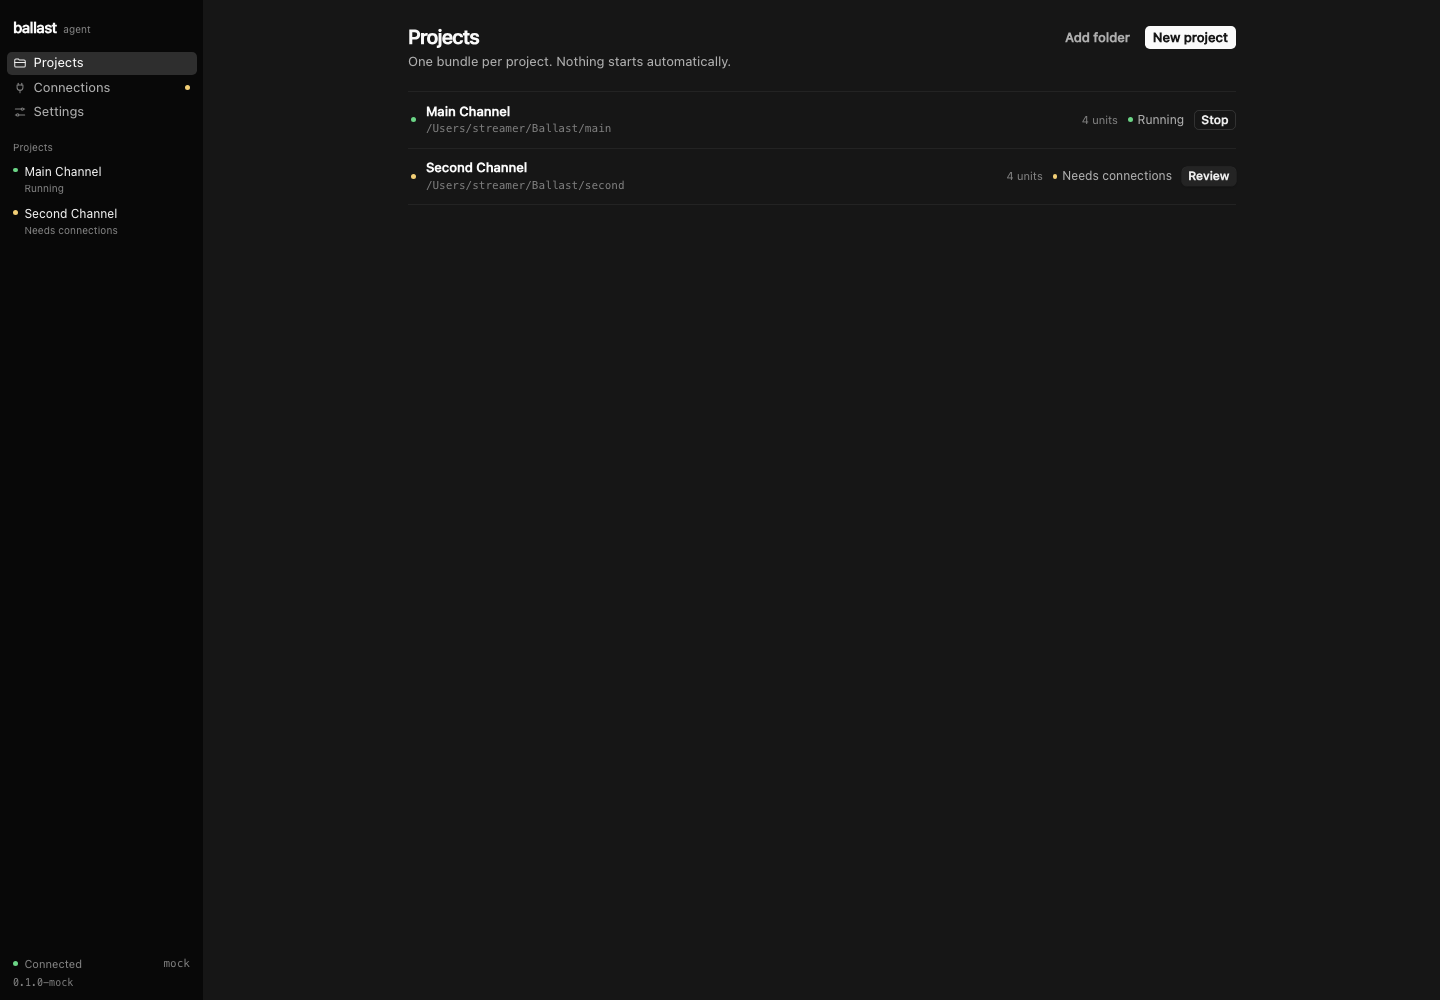 ballast agent
Projects
Connections
Settings
Projects
Main Channel
Running
Second Channel
Needs connections
Connected mock
0.1.0-mock
Projects
Add folder New project
One bundle per project. Nothing starts automatically.
Main Channel
/Users/streamer/Ballast/main
4 units Running Stop
Second Channel
/Users/streamer/Ballast/second
4 units Needs connections Review